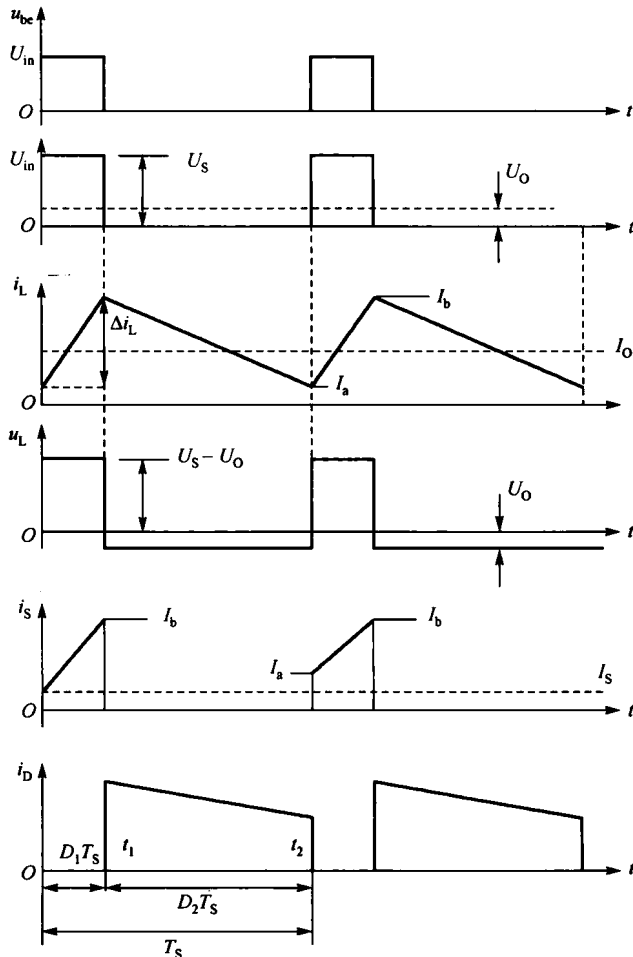 u_be
U_in
O
t
U_in
U_S
U_O
O
t
i_L
I_b
Δi_L
I_O
I_a
O
t
u_L
U_S − U_O
U_O
O
t
i_S
I_b
I_b
I_a
I_S
O
t
i_D
D_1T_S
t_1
t_2
O
t
D_2T_S
T_S